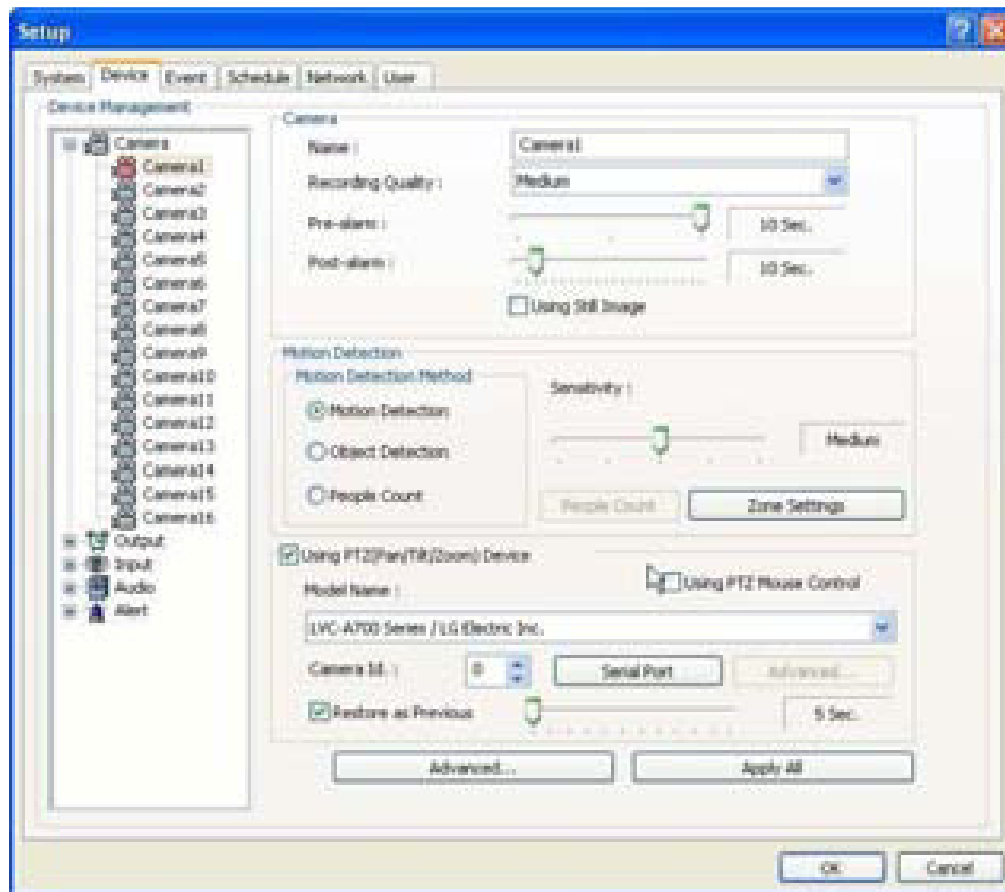 Setup
System Device Event Schedule Network User
Device Management
Camera
Camera1
Camera2
Camera3
Camera4
Camera5
Camera6
Camera7
Camera8
Camera9
Camera10
Camera11
Camera12
Camera13
Camera14
Camera15
Camera16
Output
Input
Audio
Alert
Camera
Name : Camera1
Recording Quality : Medium
Pre-alarm : 10 Sec.
Post-alarm : 10 Sec.
Using Still Image
Motion Detection
Motion Detection Method
Motion Detection
Object Detection
People Count
Sensitivity :
Medium
People Count Zone Settings
Using PTZ(Pan/Tilt/Zoom) Device
Using PTZ Mouse Control
Model Name :
LVC-A700 Series / LG Electric Inc.
Camera Id. : 0 Serial Port Advanced...
Restore as Previous 5 Sec.
Advanced... Apply All
OK Cancel